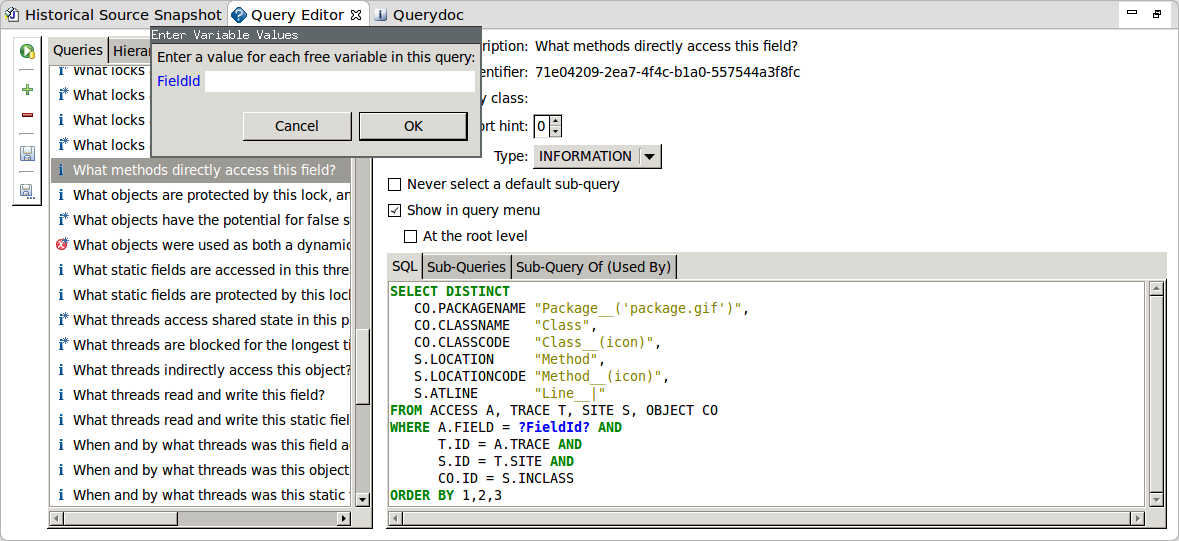 Historical Source Snapshot
Query Editor
Querydoc
Enter Variable Values
Enter a value for each free variable in this query:
FieldId
Cancel
OK
Queries
Hierar
What locks
What locks
What locks
What locks
What methods directly access this field?
What objects are protected by this lock, an
What objects have the potential for false s
What objects were used as both a dynamic
What static fields are accessed in this threa
What static fields are protected by this lock
What threads access shared state in this p
What threads are blocked for the longest ti
What threads indirectly access this object?
What threads read and write this field?
What threads read and write this static fiel
When and by what threads was this field a
When and by what threads was this object
When and by what threads was this static
ription: What methods directly access this field?
entifier: 71e04209-2ea7-4f4c-b1a0-557544a3f8fc
y class:
ort hint: 0
Type: INFORMATION
Never select a default sub-query
Show in query menu
At the root level
SQL
Sub-Queries
Sub-Query Of (Used By)
SELECT DISTINCT
CO.PACKAGENAME "Package__('package.gif')",
CO.CLASSNAME "Class",
CO.CLASSCODE "Class__(icon)",
S.LOCATION "Method",
S.LOCATIONCODE "Method__(icon)",
S.ATLINE "Line__|"
FROM ACCESS A, TRACE T, SITE S, OBJECT CO
WHERE A.FIELD = ?FieldId? AND
T.ID = A.TRACE AND
S.ID = T.SITE AND
CO.ID = S.INCLASS
ORDER BY 1,2,3